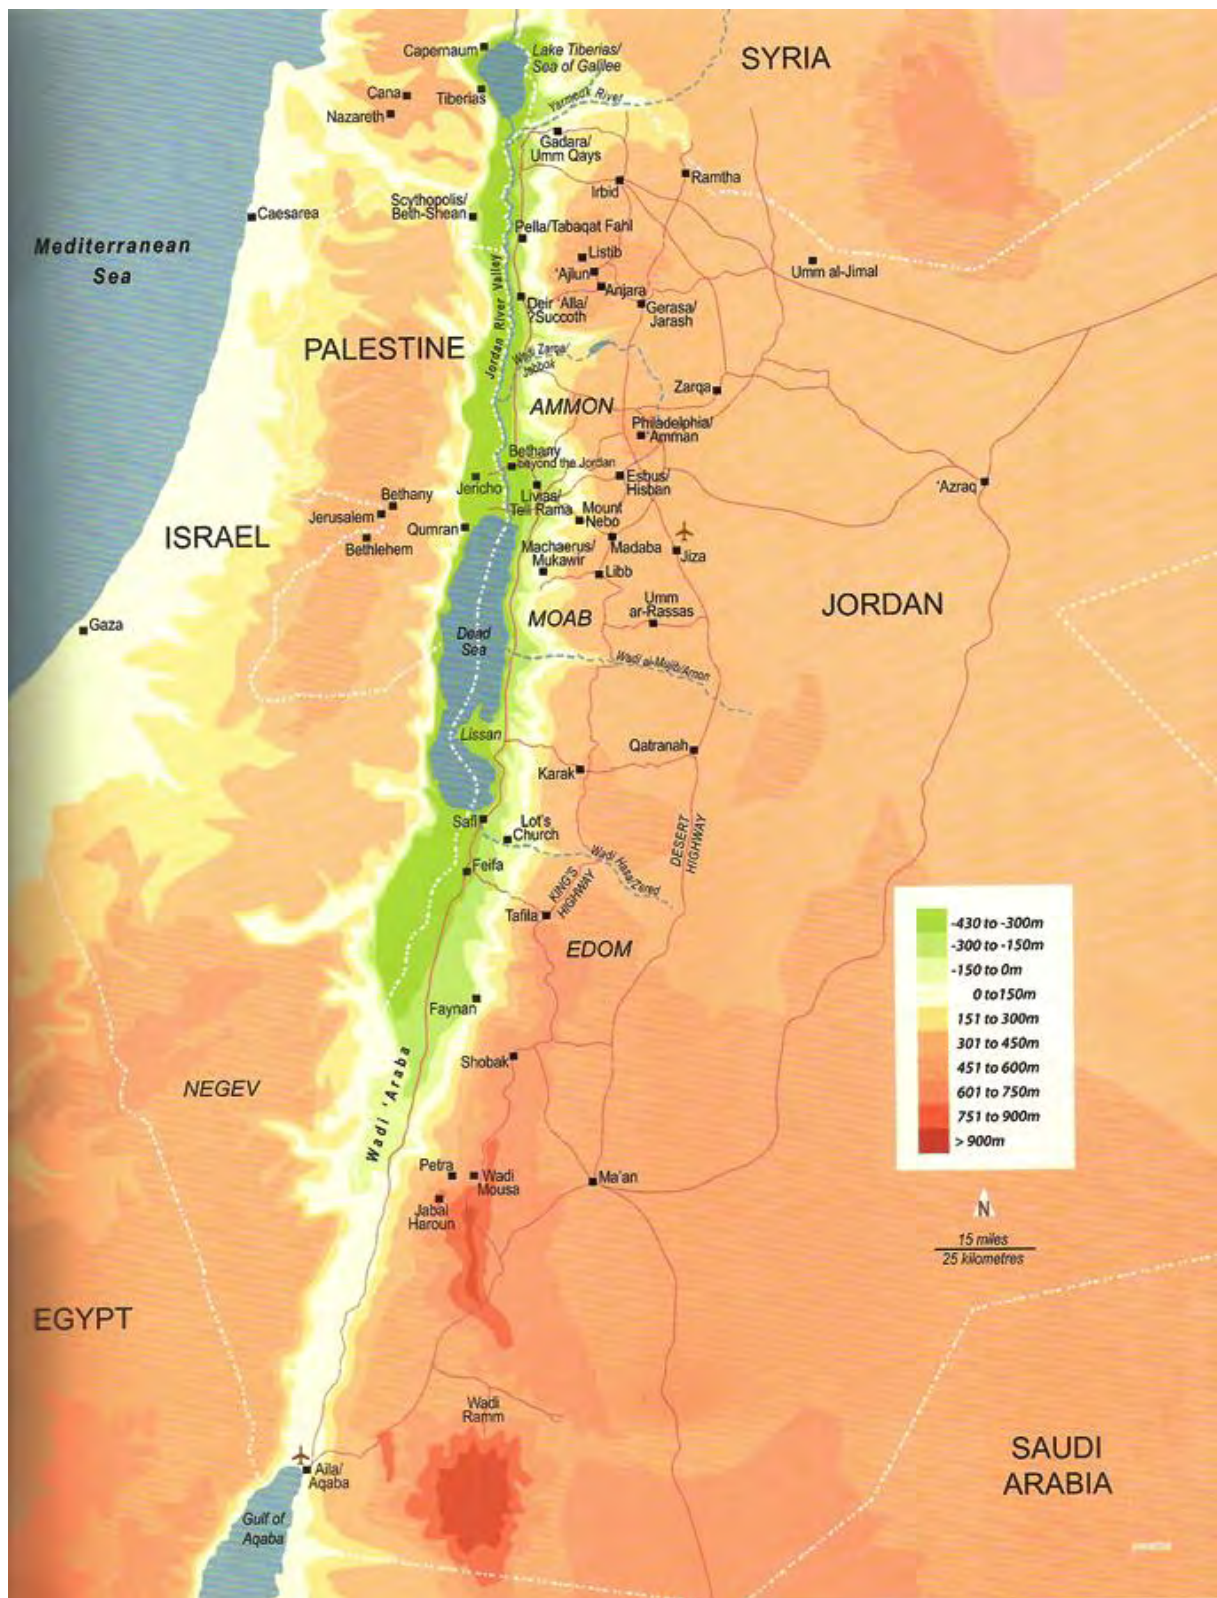 SYRIA
Capernaum
Lake Tiberias/
Sea of Galilee
Cana
Tiberias
Nazareth
Yarmouk River
Gadara/
Umm Qays
Ramtha
Irbid
Scythopolis/
Beth-Shean
Caesarea
Pella/Tabaqat Fahl
Mediterranean
Sea
Listib
'Ajlun
Anjara
Umm al-Jimal
Jordan River Valley
Deir 'Alla/
?Succoth
Gerasa/
Jarash
PALESTINE
Wadi Zarqa/
Jabbok
Zarqa
AMMON
Philadelphia/
'Amman
Bethany
beyond the Jordan
Jericho
Esbus/
Hisban
'Azraq
Livias/
Tell Rama
Mount
Nebo
Bethany
Jerusalem
Qumran
ISRAEL
Bethlehem
Machaerus/
Mukawir
Madaba
Jiza
Libb
Umm
ar-Rassas
JORDAN
MOAB
Gaza
Dead
Sea
Wadi al-Mujib/Arnon
Lissan
Qatranah
Karak
Safi
Lot's
Church
DESERT
HIGHWAY
Wadi Hasa/Zered
Feifa
KING'S
HIGHWAY
Tafila
EDOM
-430 to -300m
-300 to -150m
-150 to 0m
0 to150m
151 to 300m
301 to 450m
451 to 600m
601 to 750m
751 to 900m
> 900m
Faynan
Shobak
NEGEV
Wadi 'Araba
Petra
Wadi
Mousa
Ma'an
Jabal
Haroun
N
15 miles
25 kilometres
EGYPT
Wadi
Ramm
SAUDI
ARABIA
Aila/
Aqaba
Gulf of
Aqaba